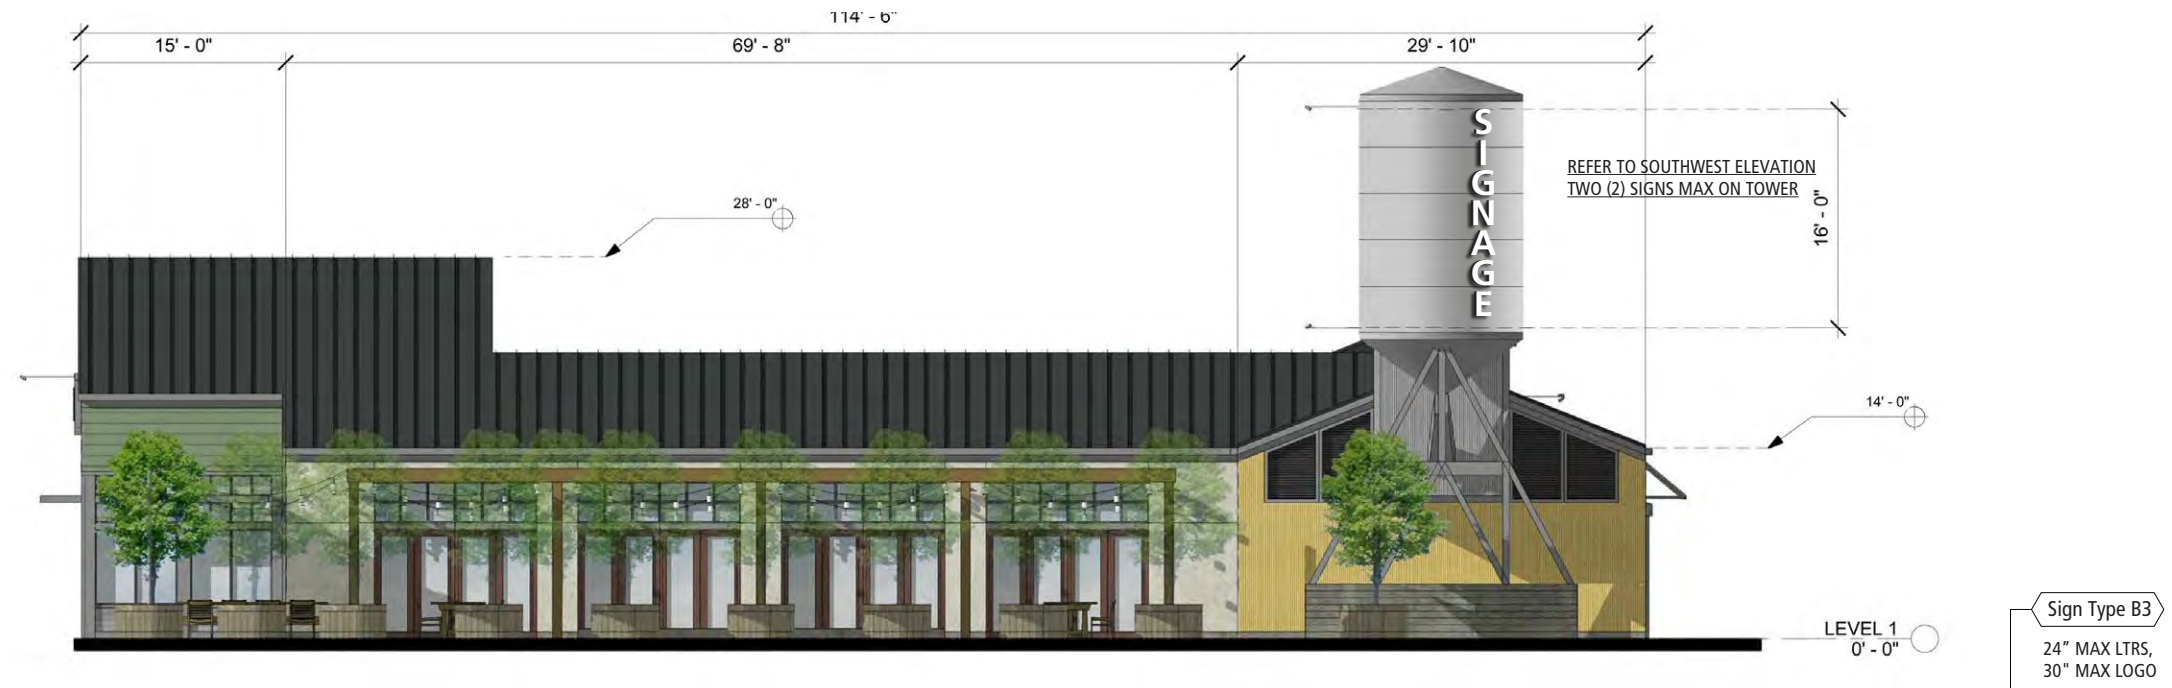 114' - 6"
15' - 0"
69' - 8"
29' - 10"
SIGNAGE
REFER TO SOUTHWEST ELEVATION
TWO (2) SIGNS MAX ON TOWER
16' - 0"
28' - 0"
14' - 0"
LEVEL 1
0' - 0"
Sign Type B3
24” MAX LTRS,
30" MAX LOGO